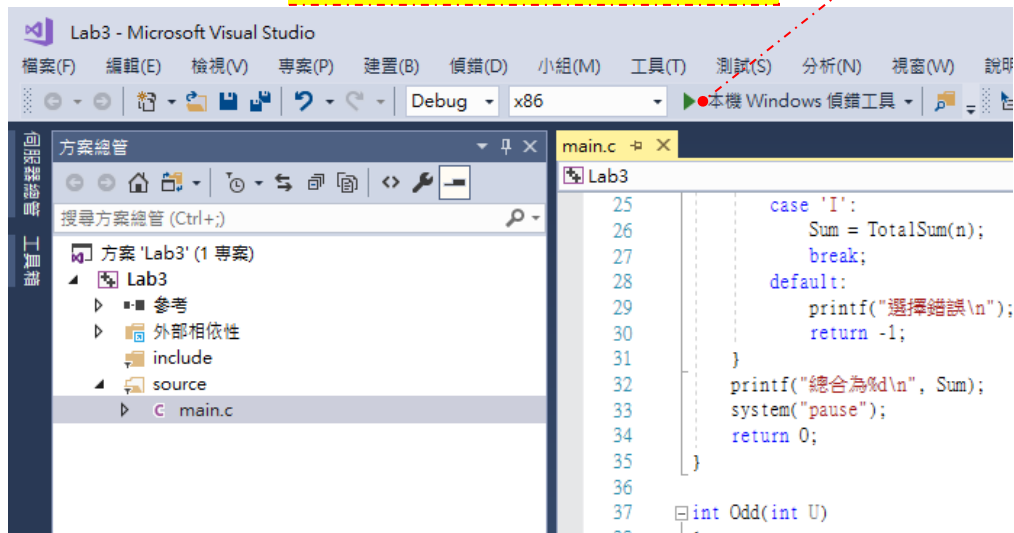 Lab3 - Microsoft Visual Studio
檔案(F) 編輯(E) 檢視(V) 專案(P) 建置(B) 偵錯(D) 小組(M) 工具(T) 測試(S) 分析(N) 視窗(W) 說明
Debug x86 本機 Windows 偵錯工具
伺服器總管
工具箱
方案總管
搜尋方案總管 (Ctrl+;)
方案 'Lab3' (1 專案)
Lab3
參考
外部相依性
include
source
main.c
main.c
Lab3
25 case 'I':
26 Sum = TotalSum(n);
27 break;
28 default:
29 printf("選擇錯誤\n");
30 return -1;
31 }
32 printf("總合為%d\n", Sum);
33 system("pause");
34 return 0;
35 }
36
37 int Odd(int U)